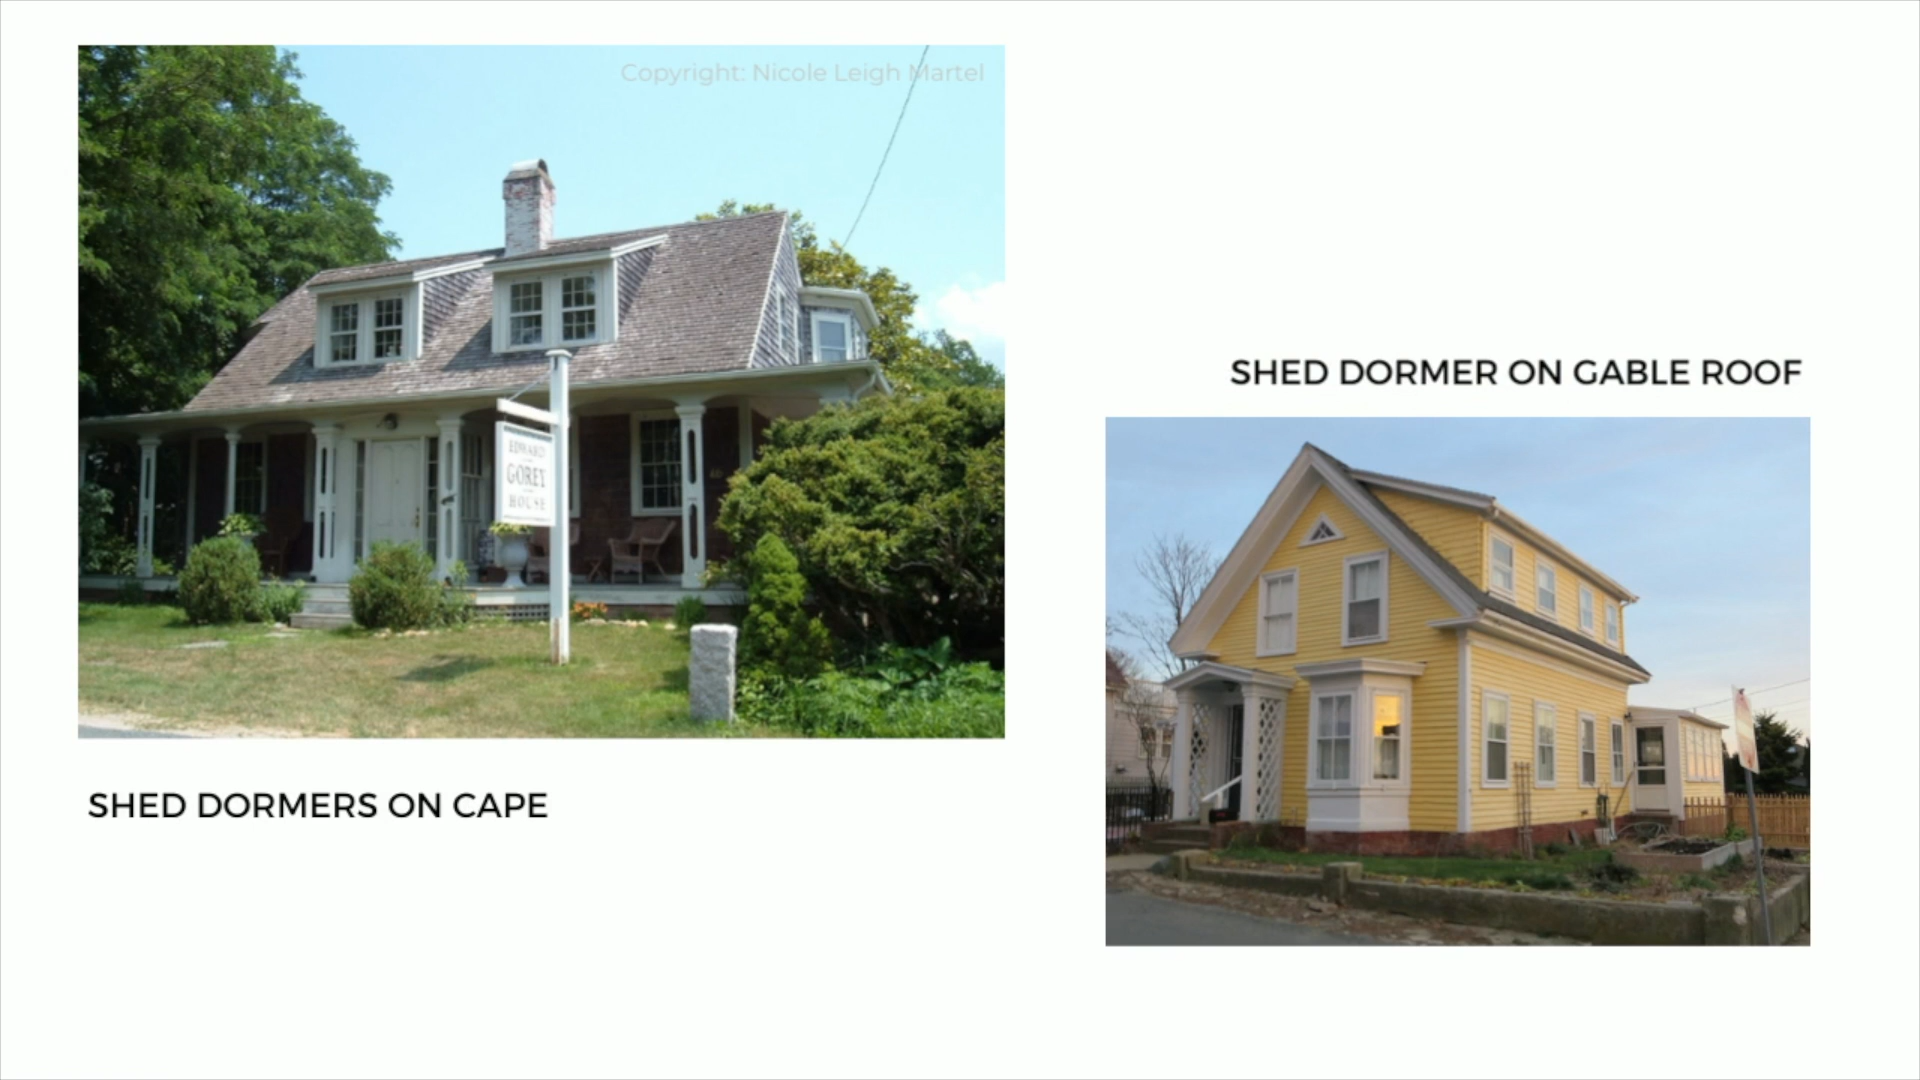 Copyright: Nicole Leigh Martel
EDWARD
GOREY
HOUSE
SHED DORMERS ON CAPE
SHED DORMER ON GABLE ROOF